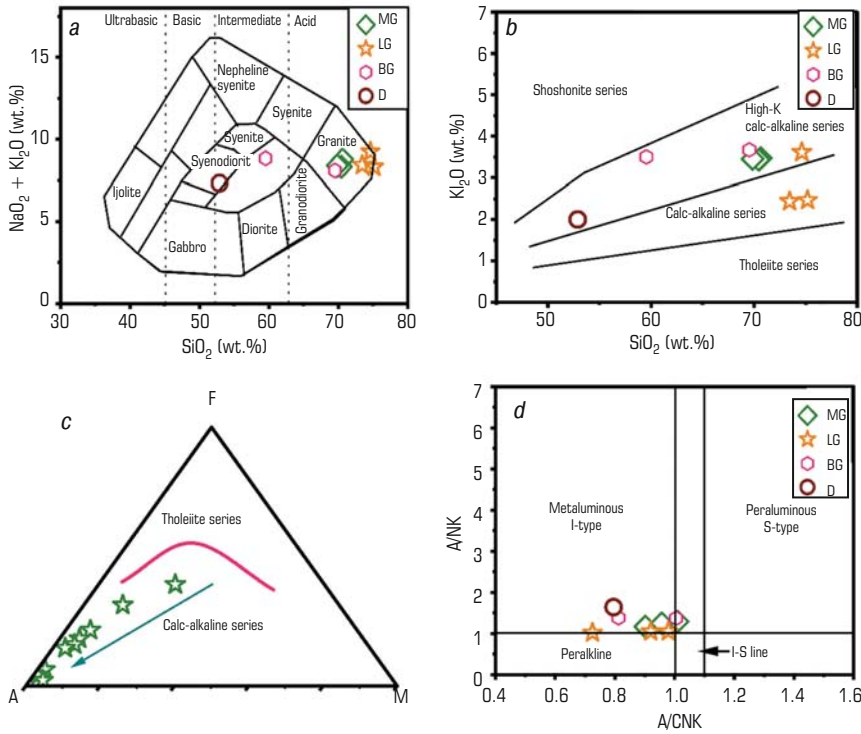 a
Ultrabasic Basic Intermediate Acid
MG
LG
BG
D
Nepheline
syenite
Syenite
Syenite
Granite
Syenodiorit
Ijolite
Gabbro
Diorite
Granodiorite
NaO₂ + Kl₂O (wt.%)
15
10
5
0
30 40 50 60 70 80
SiO₂ (wt.%)
b
MG
LG
BG
D
Shoshonite series
High-K
calc-alkaline series
Calc-alkaline series
Tholeiite series
Kl₂O (wt.%)
7
6
5
4
3
2
1
0
50 60 70 80
SiO₂ (wt.%)
c
F
Tholeiite series
Calc-alkaline series
A M
d
MG
LG
BG
D
Metaluminous
I-type
Peraluminous
S-type
Peralkline
I-S line
A/NK
7
6
5
4
3
2
1
0
0.4 0.6 0.8 1.0 1.2 1.4 1.6
A/CNK